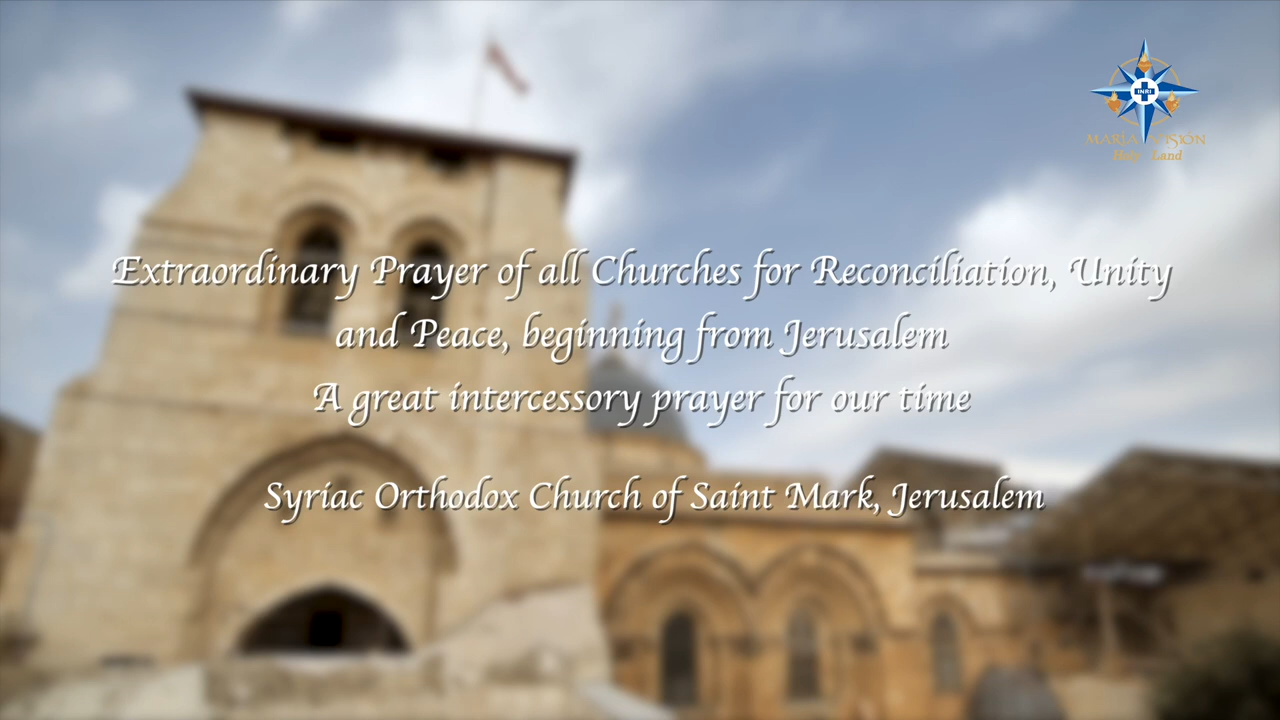 INRI
MARÍA VISIÓN
Holy Land
Extraordinary Prayer of all Churches for Reconciliation, Unity
and Peace, beginning from Jerusalem
A great intercessory prayer for our time
Syriac Orthodox Church of Saint Mark, Jerusalem